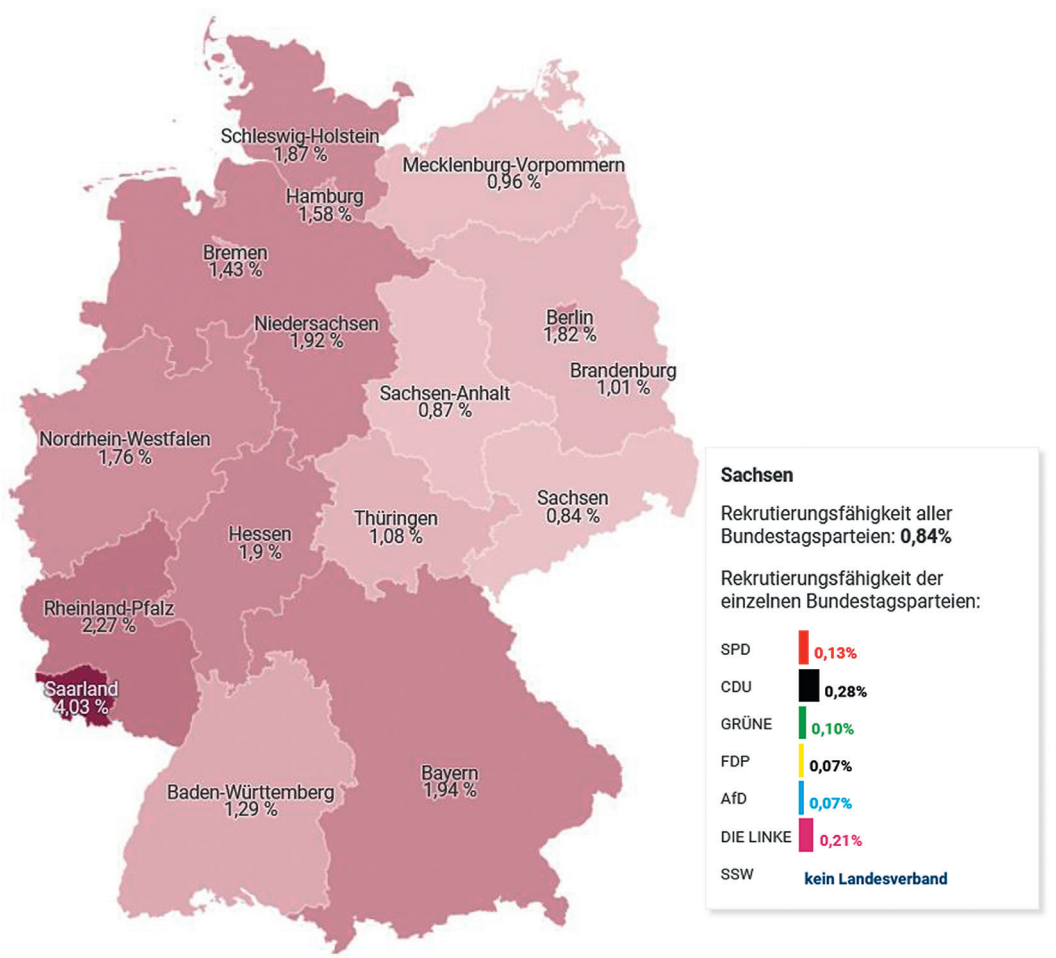 Schleswig-Holstein
1,87 %
Mecklenburg-Vorpommern
0,96 %
Hamburg
1,58 %
Bremen
1,43 %
Niedersachsen
1,92 %
Berlin
1,82 %
Brandenburg
1,01 %
Sachsen-Anhalt
0,87 %
Nordrhein-Westfalen
1,76 %
Sachsen
0,84 %
Thüringen
1,08 %
Hessen
1,9 %
Rheinland-Pfalz
2,27 %
Saarland
4,03 %
Baden-Württemberg
1,29 %
Bayern
1,94 %
Sachsen
Rekrutierungsfähigkeit aller
Bundestagsparteien: 0,84%
Rekrutierungsfähigkeit der
einzelnen Bundestagsparteien:
SPD 0,13%
CDU 0,28%
GRÜNE 0,10%
FDP 0,07%
AfD 0,07%
DIE LINKE 0,21%
SSW kein Landesverband